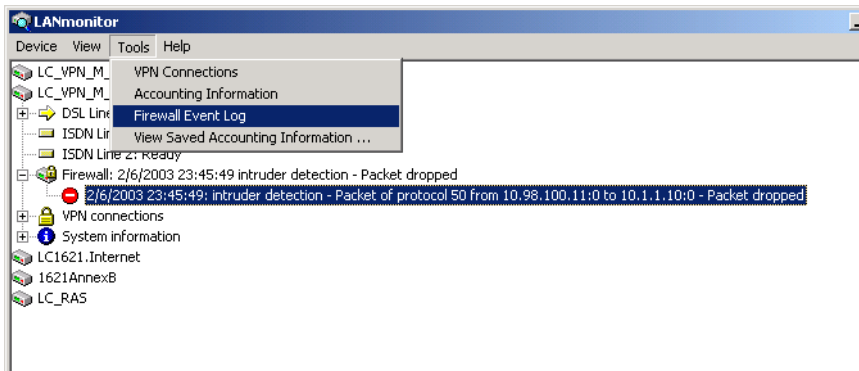 LANmonitor
Device View Tools Help
VPN Connections
Accounting Information
Firewall Event Log
View Saved Accounting Information ...
LC_VPN_M_
LC_VPN_M_
DSL Line
ISDN Lin
ISDN Line 2: Ready
Firewall: 2/6/2003 23:45:49 intruder detection - Packet dropped
2/6/2003 23:45:49: intruder detection - Packet of protocol 50 from 10.98.100.11:0 to 10.1.1.10:0 - Packet dropped
VPN connections
System information
LC1621.Internet
1621AnnexB
LC_RAS